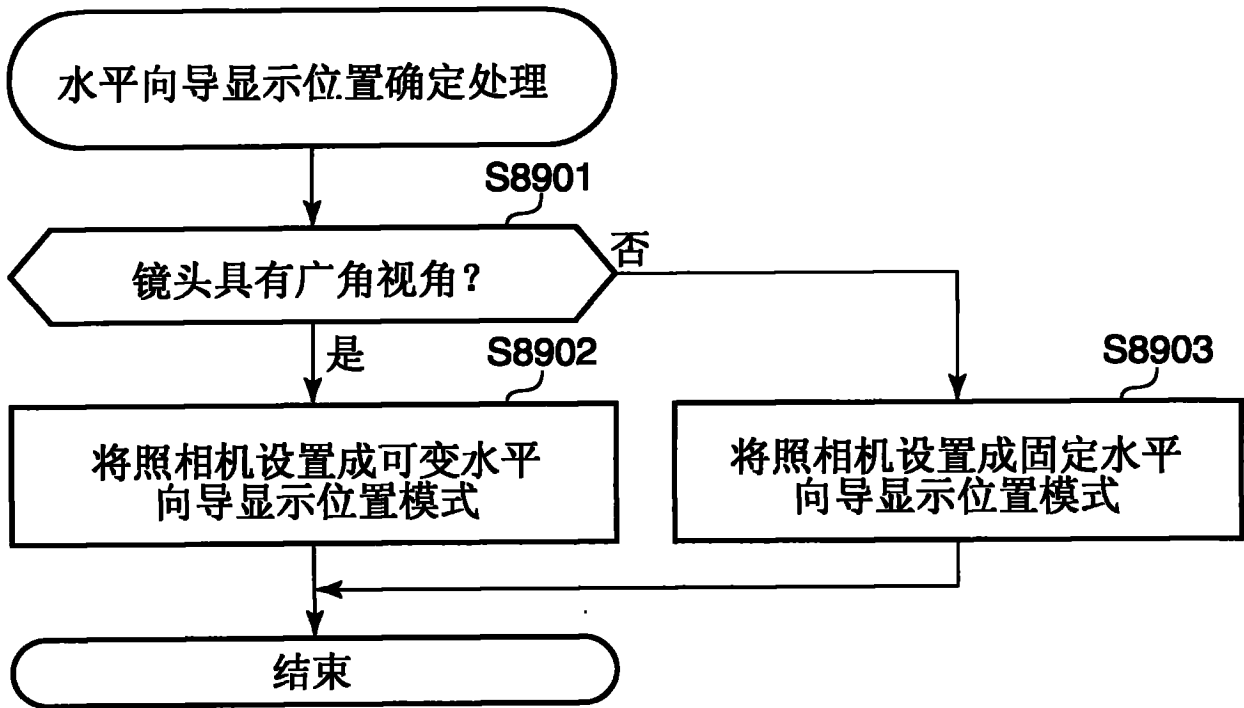 水平向导显示位置确定处理
S8901
镜头具有广角视角？
否
是
S8902
将照相机设置成可变水平
向导显示位置模式
S8903
将照相机设置成固定水平
向导显示位置模式
结束